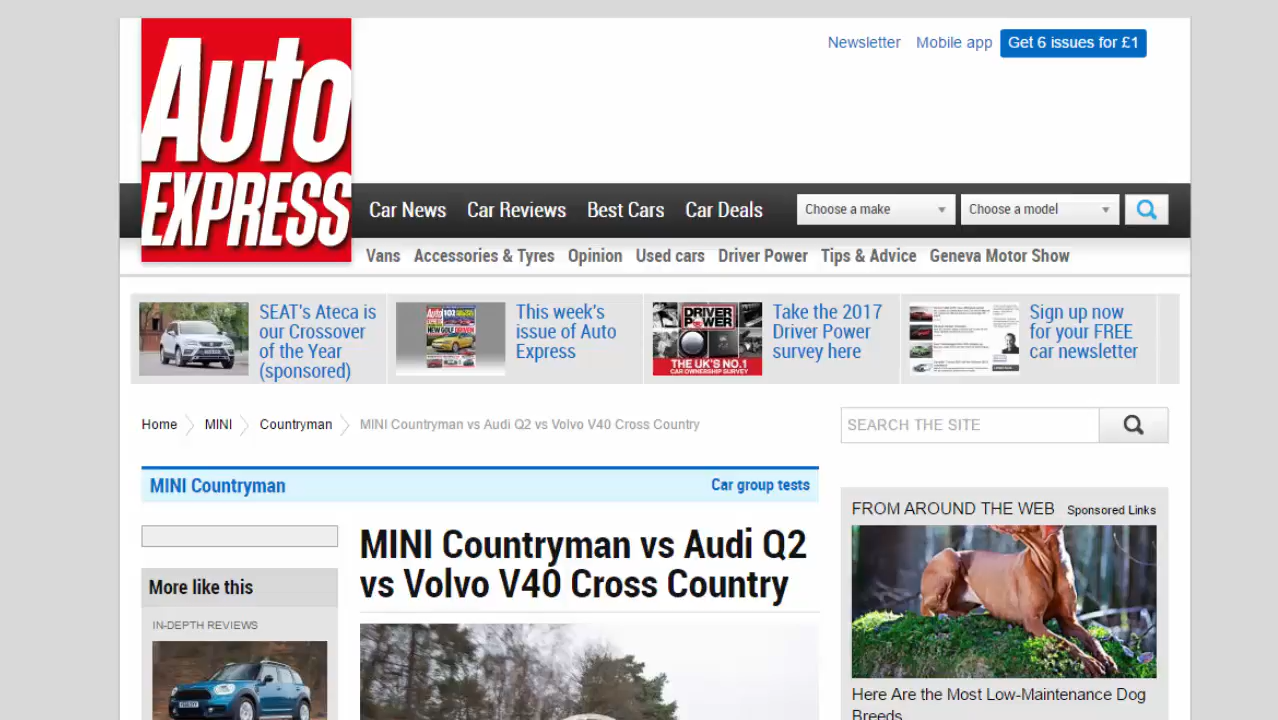 Auto
EXPRESS
Newsletter Mobile app Get 6 issues for £1
Car News Car Reviews Best Cars Car Deals Choose a make Choose a model
Vans Accessories & Tyres Opinion Used cars Driver Power Tips & Advice Geneva Motor Show
SEAT's Ateca is
our Crossover
of the Year
(sponsored)
This week's
issue of Auto
Express
DRIVER
POWER
THE UK'S NO.1
CAR OWNERSHIP SURVEY
Take the 2017
Driver Power
survey here
Sign up now
for your FREE
car newsletter
Home MINI Countryman MINI Countryman vs Audi Q2 vs Volvo V40 Cross Country
SEARCH THE SITE
MINI Countryman Car group tests
FROM AROUND THE WEB Sponsored Links
MINI Countryman vs Audi Q2
vs Volvo V40 Cross Country
More like this
IN-DEPTH REVIEWS
Here Are the Most Low-Maintenance Dog
Breeds